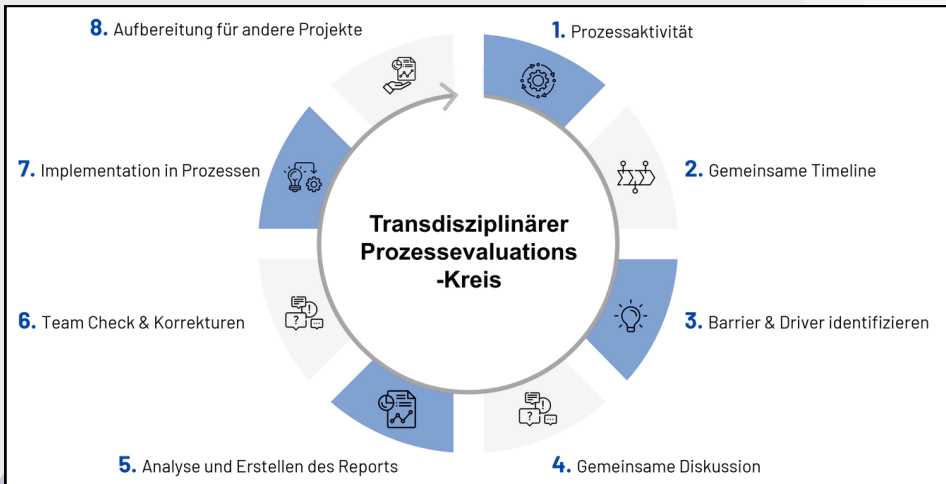 8. Aufbereitung für andere Projekte
1. Prozessaktivität
7. Implementation in Prozessen
2. Gemeinsame Timeline
Transdisziplinärer
Prozessevaluations
-Kreis
6. Team Check & Korrekturen
3. Barrier & Driver identifizieren
5. Analyse und Erstellen des Reports
4. Gemeinsame Diskussion